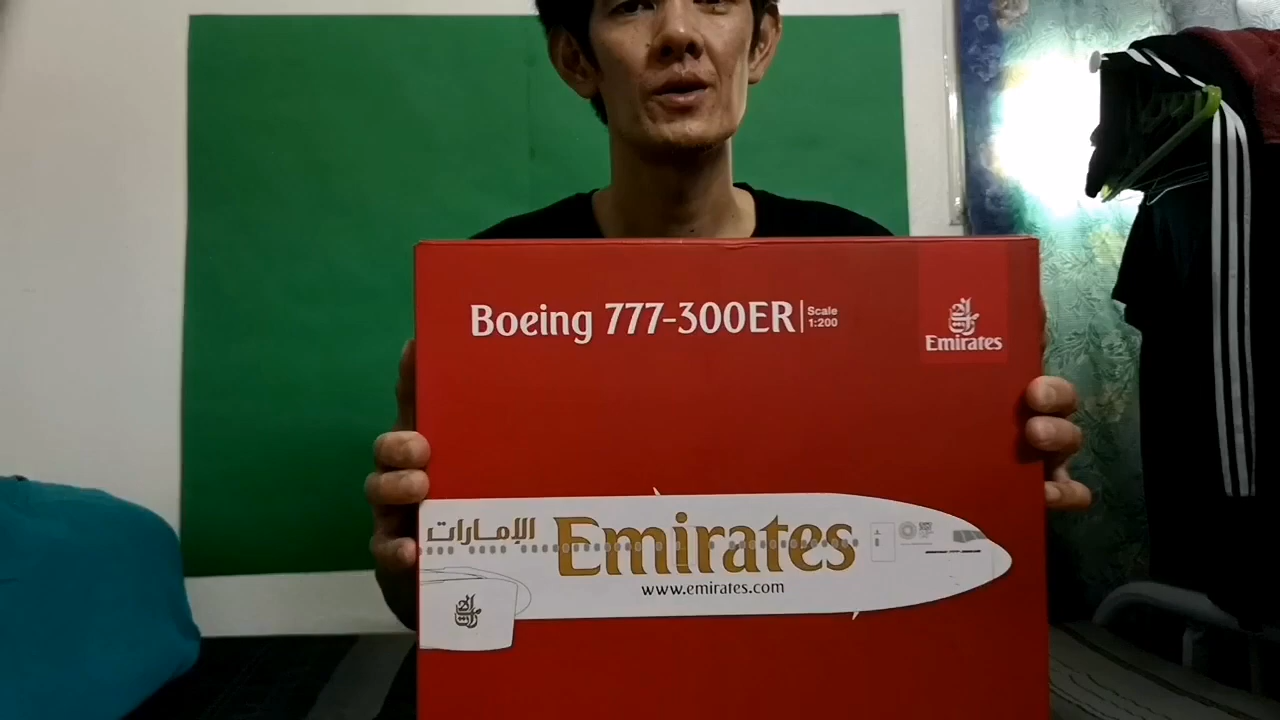 Boeing 777-300ER
Scale
1:200
Emirates
الإمارات Emirates
www.emirates.com